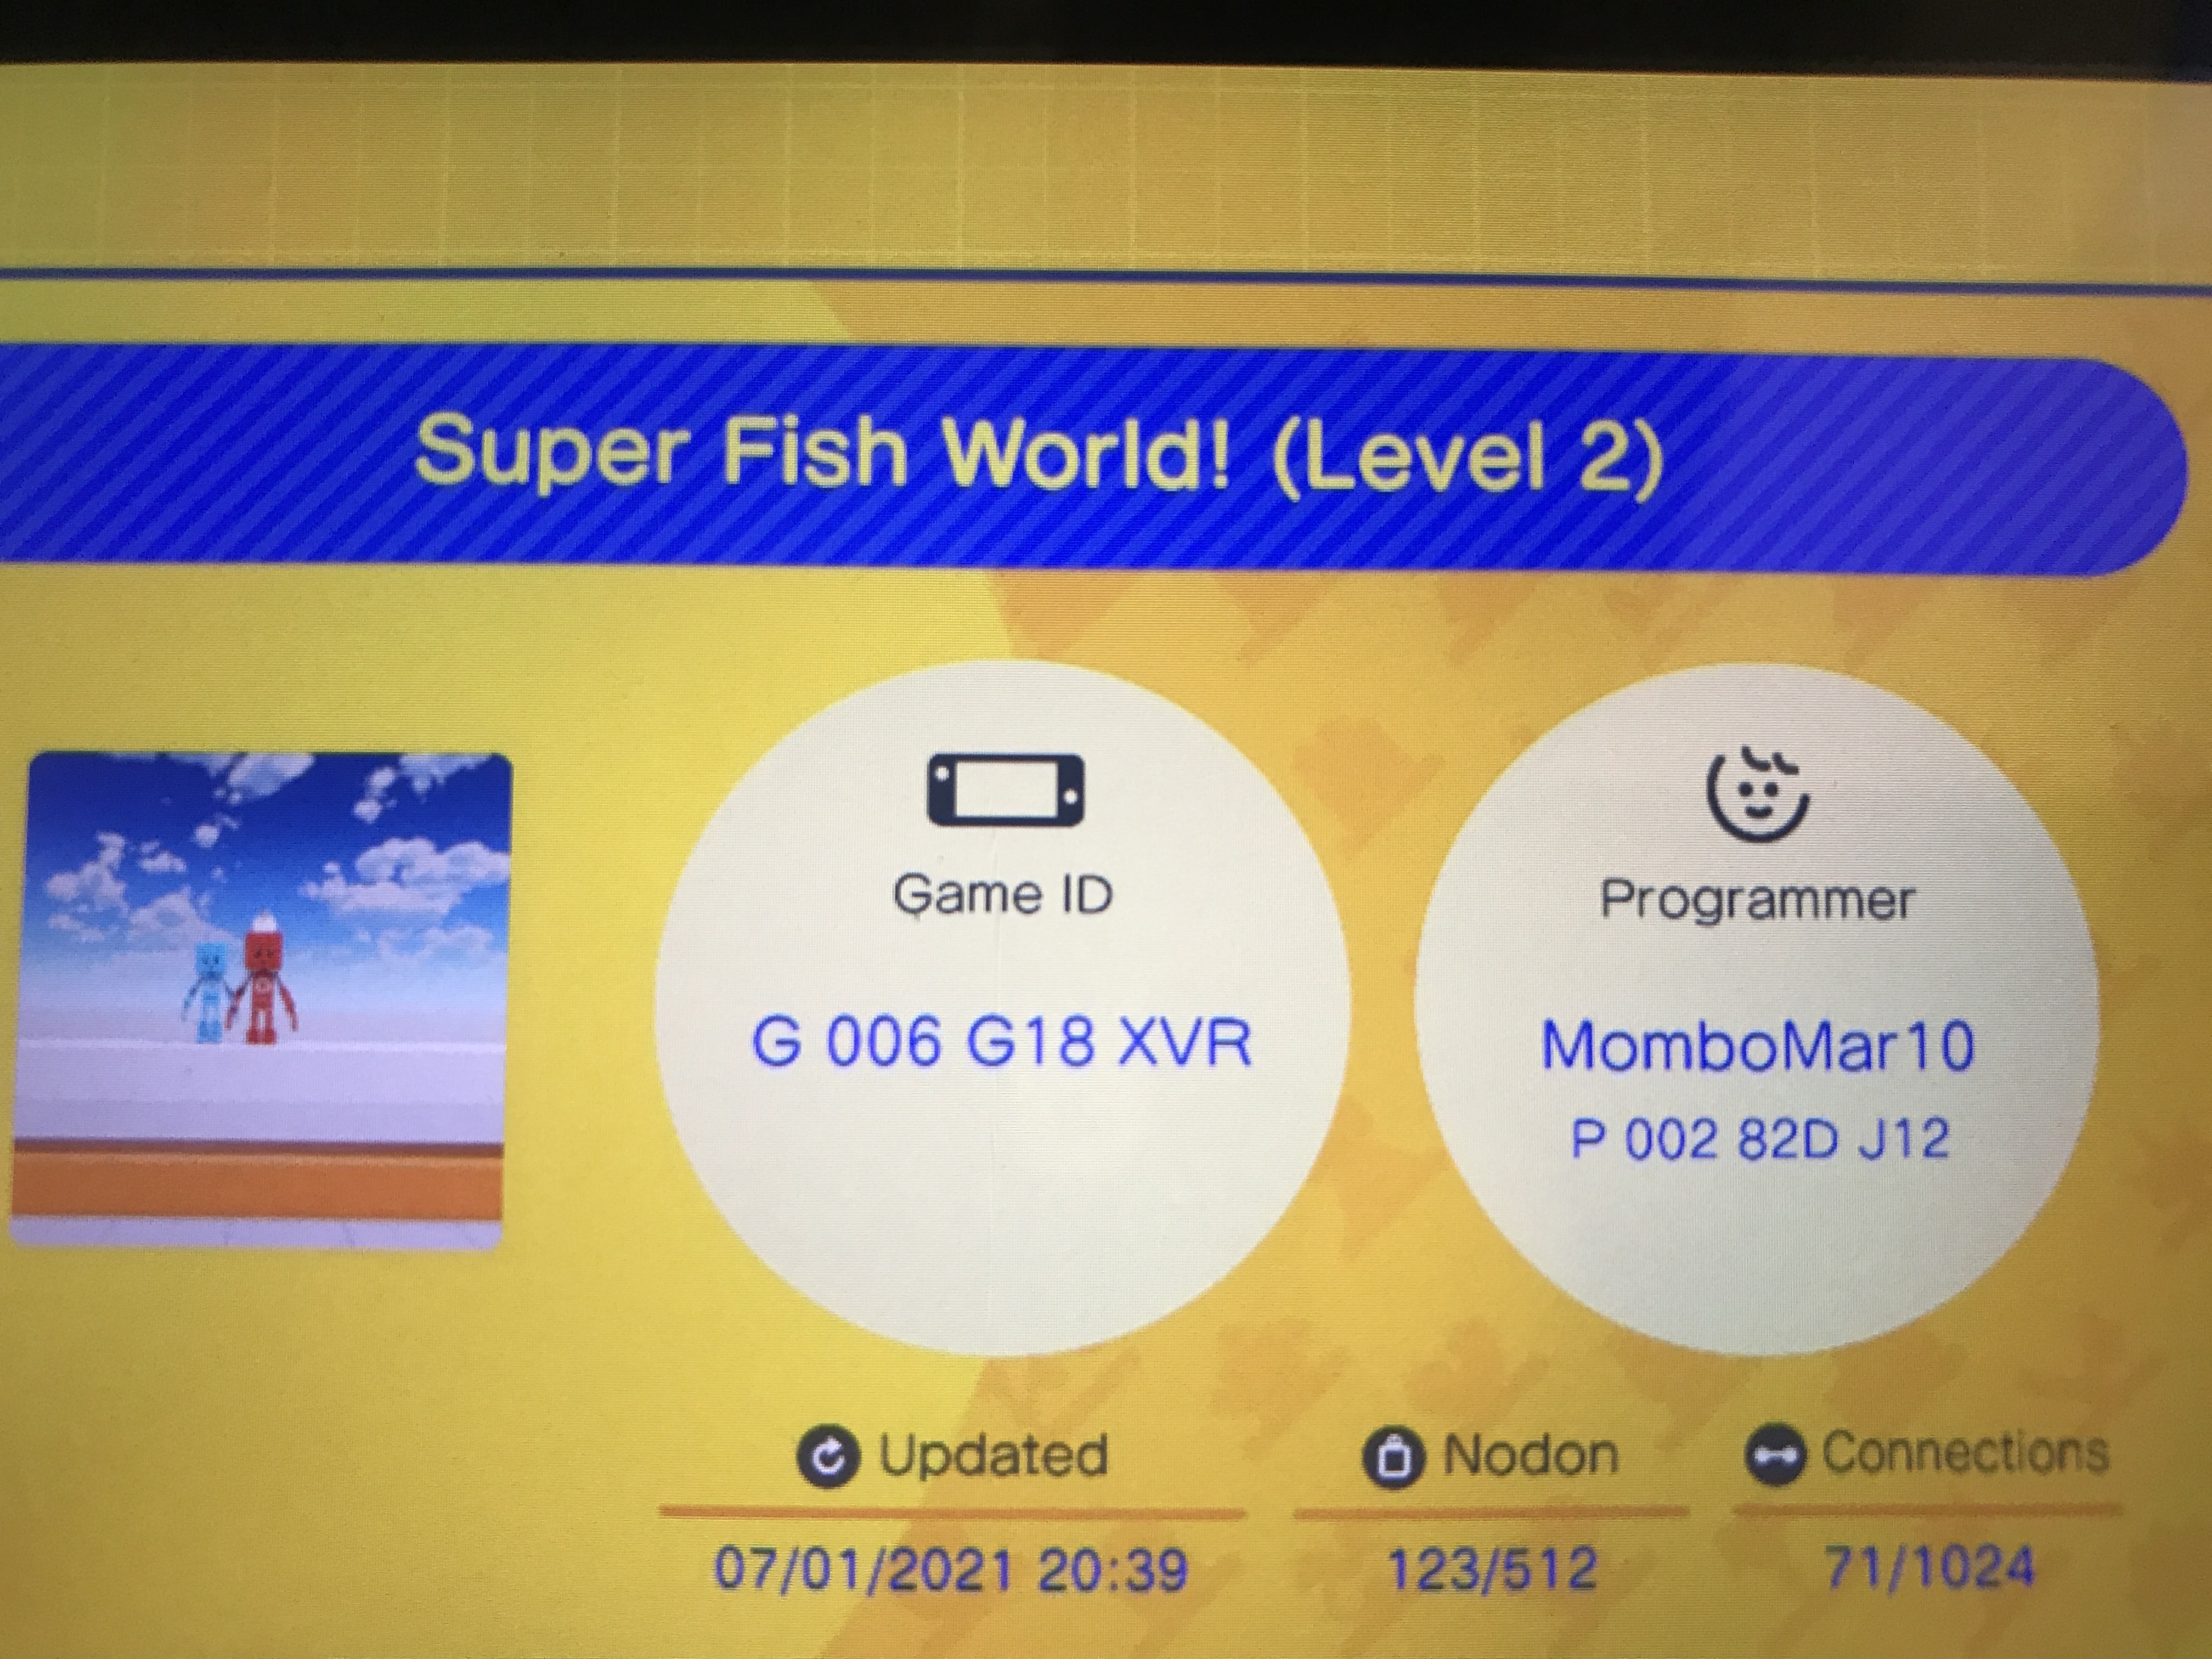 Super Fish World! (Level 2)
Game ID
G 006 G18 XVR
Programmer
MomboMar10
P 002 82D J12
Updated
07/01/2021 20:39
Nodon
123/512
Connections
71/1024